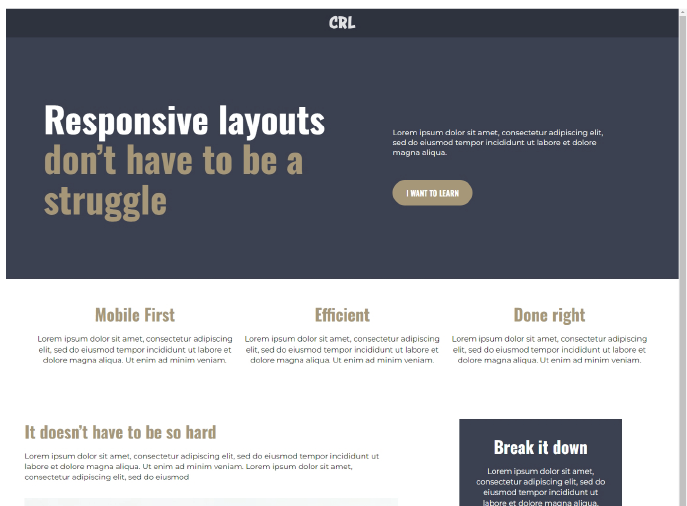 CRL
Responsive layouts
don't have to be a
struggle
Lorem ipsum dolor sit amet, consectetur adipiscing elit,
sed do eiusmod tempor incididunt ut labore et dolore
magna aliqua.
I WANT TO LEARN
Mobile First
Lorem ipsum dolor sit amet, consectetur adipiscing
elit, sed do eiusmod tempor incididunt ut labore et
dolore magna aliqua. Ut enim ad minim veniam.
Efficient
Lorem ipsum dolor sit amet, consectetur adipiscing
elit, sed do eiusmod tempor incididunt ut labore et
dolore magna aliqua. Ut enim ad minim veniam.
Done right
Lorem ipsum dolor sit amet, consectetur adipiscing
elit, sed do eiusmod tempor incididunt ut labore et
dolore magna aliqua. Ut enim ad minim veniam.
It doesn't have to be so hard
Lorem ipsum dolor sit amet, consectetur adipiscing elit, sed do eiusmod tempor incididunt ut
labore et dolore magna aliqua. Ut enim ad minim veniam. Lorem ipsum dolor sit amet,
consectetur adipiscing elit, sed do eiusmod
Break it down
Lorem ipsum dolor sit amet,
consectetur adipiscing elit, sed do
eiusmod tempor incididunt ut
labore et dolore magna aliqua.